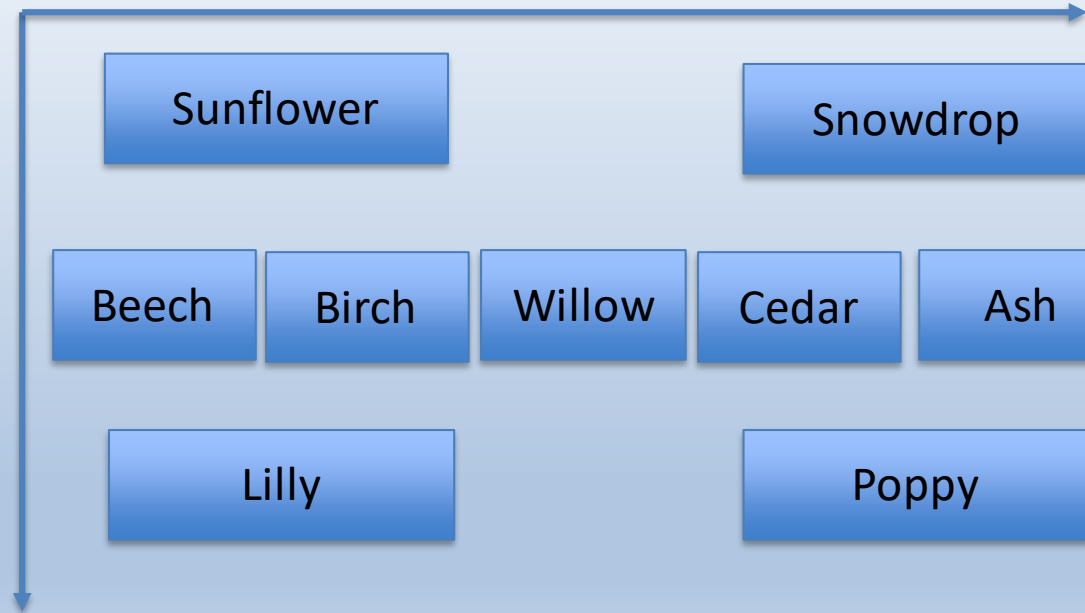 Sunflower
Snowdrop
Beech
Birch
Willow
Cedar
Ash
Lilly
Poppy